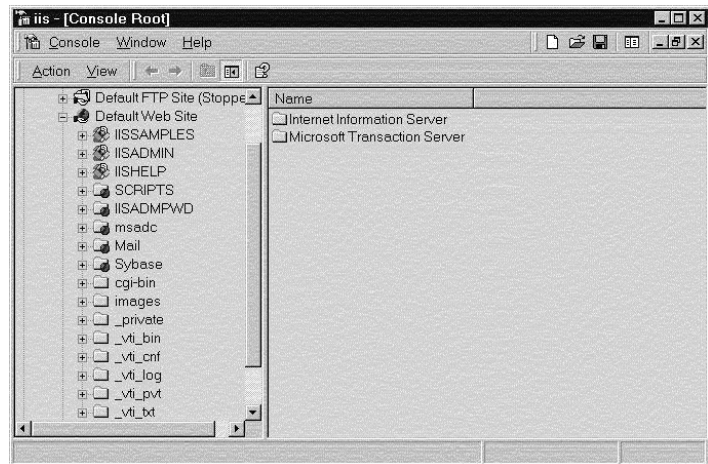 iis - [Console Root]
Console Window Help
Action View
Default FTP Site (Stoppe
Default Web Site
IISSAMPLES
IISADMIN
IISHELP
SCRIPTS
IISADMPWD
msadc
Mail
Sybase
cgi-bin
images
_private
_vti_bin
_vti_cnf
_vti_log
_vti_pvt
_vti_txt
Name
Internet Information Server
Microsoft Transaction Server